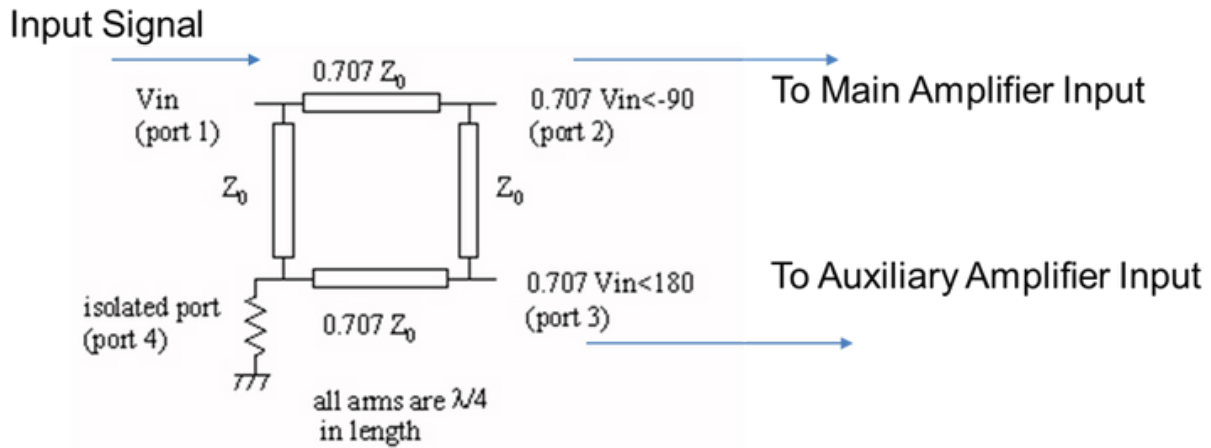 Input Signal
0.707 Z₀
Vin
(port 1)
0.707 Vin<-90
(port 2)
To Main Amplifier Input
Z₀
Z₀
isolated port
(port 4)
0.707 Z₀
0.707 Vin<180
(port 3)
To Auxiliary Amplifier Input
all arms are λ/4
in length